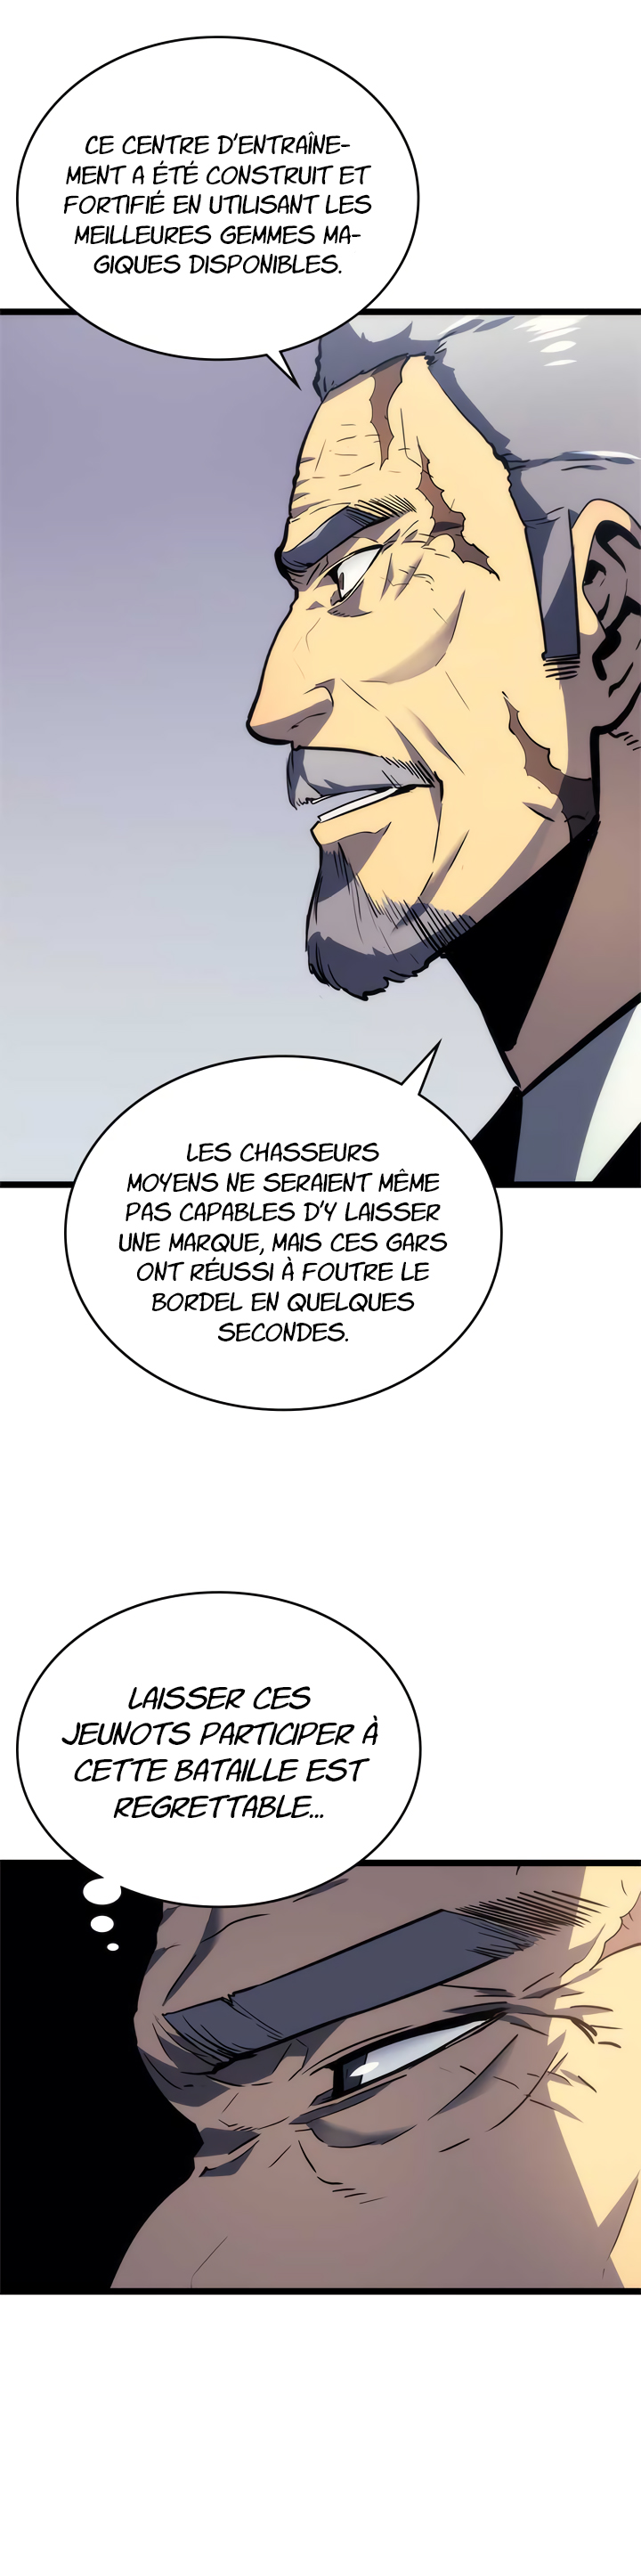 CE CENTRE D'ENTRAÎNE-
MENT A ÉTÉ CONSTRUIT ET
FORTIFIÉ EN UTILISANT LES
MEILLEURES GEMMES MA-
GIQUES DISPONIBLES.
LES CHASSEURS
MOYENS NE SERAIENT MÊME
PAS CAPABLES D'Y LAISSER
UNE MARQUE, MAIS CES GARS
ONT RÉUSSI À FOUTRE LE
BORDEL EN QUELQUES
SECONDES.
LAISSER CES
JEUNOTS PARTICIPER À
CETTE BATAILLE EST
REGRETTABLE...